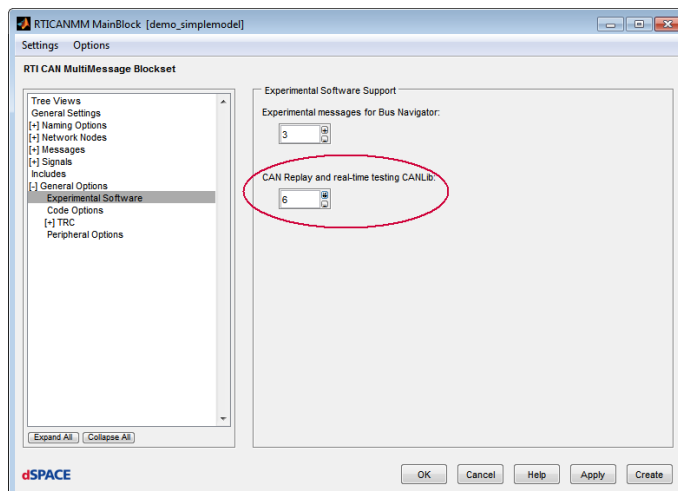 RTICANMM MainBlock [demo_simplemodel]
Settings Options
RTI CAN MultiMessage Blockset
Tree Views
General Settings
[+] Naming Options
[+] Network Nodes
[+] Messages
[+] Signals
Includes
[-] General Options
Experimental Software
Code Options
[+] TRC
Peripheral Options
Expand All Collapse All
Experimental Software Support
Experimental messages for Bus Navigator:
3
CAN Replay and real-time testing CANLib:
6
dSPACE
OK Cancel Help Apply Create